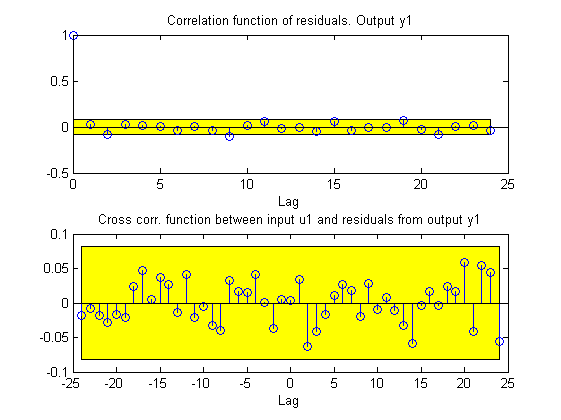 Correlation function of residuals. Output y1
1
0.5
0
-0.5
0 5 10 15 20 25
Lag
Cross corr. function between input u1 and residuals from output y1
0.1
0.05
0
-0.05
-0.1
-25 -20 -15 -10 -5 0 5 10 15 20 25
Lag